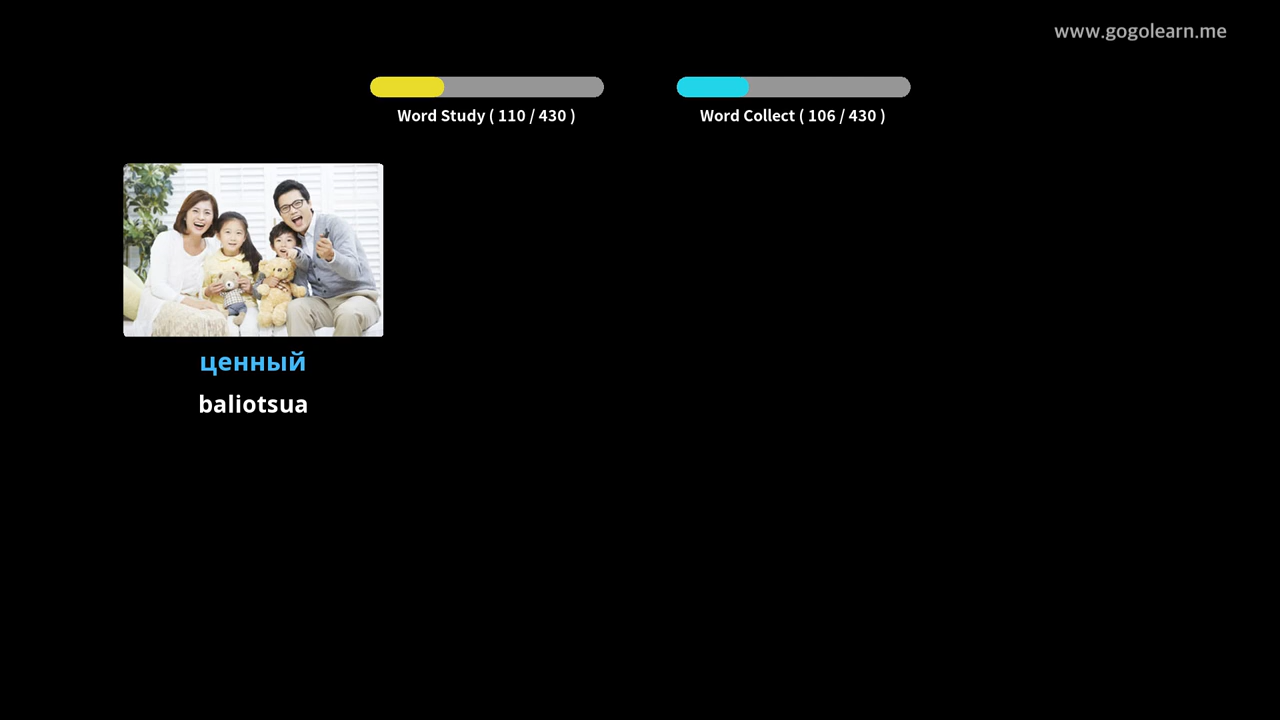 www.gogolearn.me
Word Study ( 110 / 430 )
Word Collect ( 106 / 430 )
ценный
baliotsua